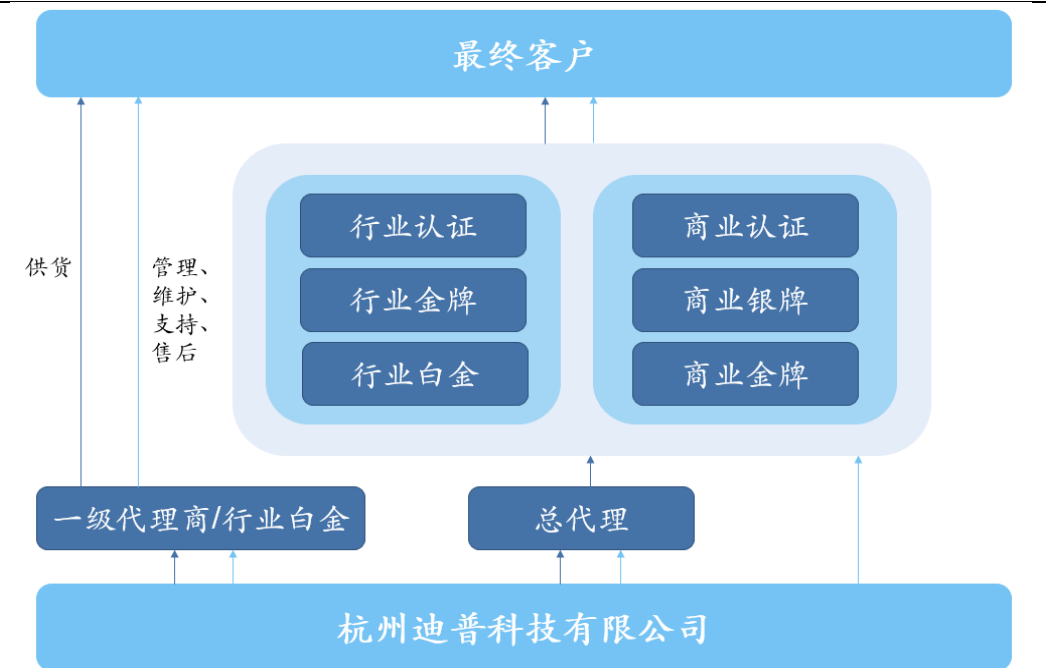 最终客户
行业认证
商业认证
供货
管理、
维护、
支持、
售后
行业金牌
商业银牌
行业白金
商业金牌
一级代理商/行业白金
总代理
杭州迪普科技有限公司